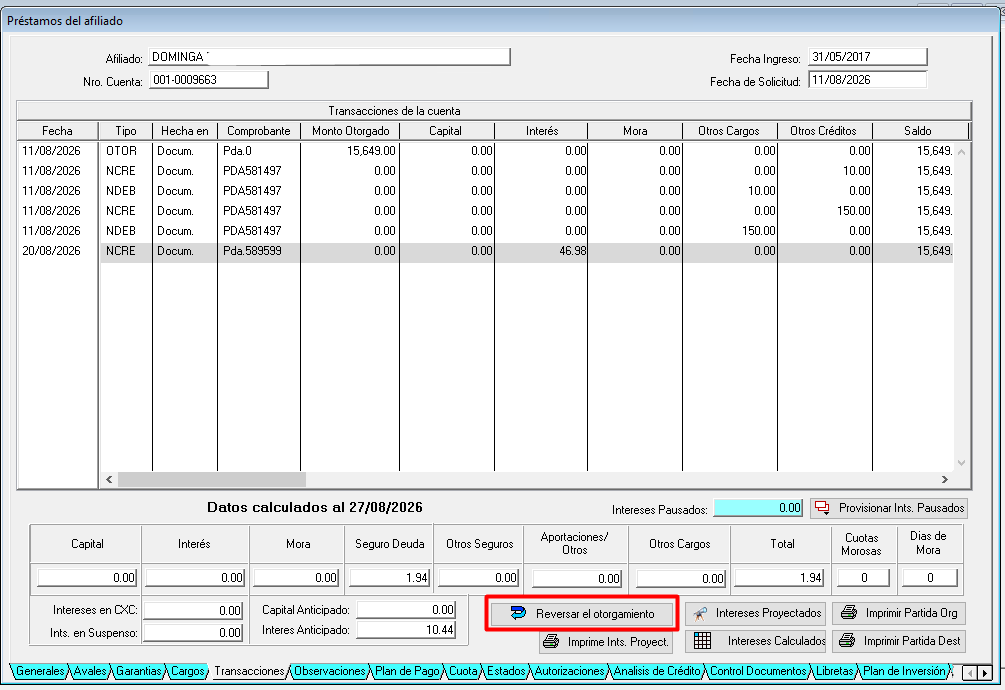 Préstamos del afiliado
Afiliado: DOMINGA Fecha Ingreso: 31/05/2017
Nro. Cuenta: 001-0009663 Fecha de Solicitud: 11/08/2026
Transacciones de la cuenta
Fecha Tipo Hecha en Comprobante Monto Otorgado Capital Interés Mora Otros Cargos Otros Créditos Saldo
11/08/2026 OTOR Docum. Pda.0 15,649.00 0.00 0.00 0.00 0.00 0.00 15,649.
11/08/2026 NCRE Docum. PDA581497 0.00 0.00 0.00 0.00 0.00 10.00 15,649.
11/08/2026 NDEB Docum. PDA581497 0.00 0.00 0.00 0.00 10.00 0.00 15,649.
11/08/2026 NCRE Docum. PDA581497 0.00 0.00 0.00 0.00 0.00 150.00 15,649.
11/08/2026 NDEB Docum. PDA581497 0.00 0.00 0.00 0.00 150.00 0.00 15,649.
20/08/2026 NCRE Docum. Pda.589599 0.00 0.00 46.98 0.00 0.00 0.00 15,649.
Datos calculados al 27/08/2026 Intereses Pausados: 0.00 Provisionar Ints. Pausados
Capital Interés Mora Seguro Deuda Otros Seguros Aportaciones/ Otros Otros Cargos Total Cuotas Morosas Dias de Mora
0.00 0.00 0.00 1.94 0.00 0.00 0.00 1.94 0 0
Intereses en CXC: 0.00 Capital Anticipado: 0.00 Reversar el otorgamiento Intereses Proyectados Imprimir Partida Org
Ints. en Suspenso: 0.00 Interes Anticipado: 10.44 Imprime Ints. Proyect. Intereses Calculados Imprimir Partida Dest
Generales Avales Garantias Cargos Transacciones Observaciones Plan de Pago Cuota Estados Autorizaciones Analisis de Crédito Control Documentos Libretas Plan de Inversión